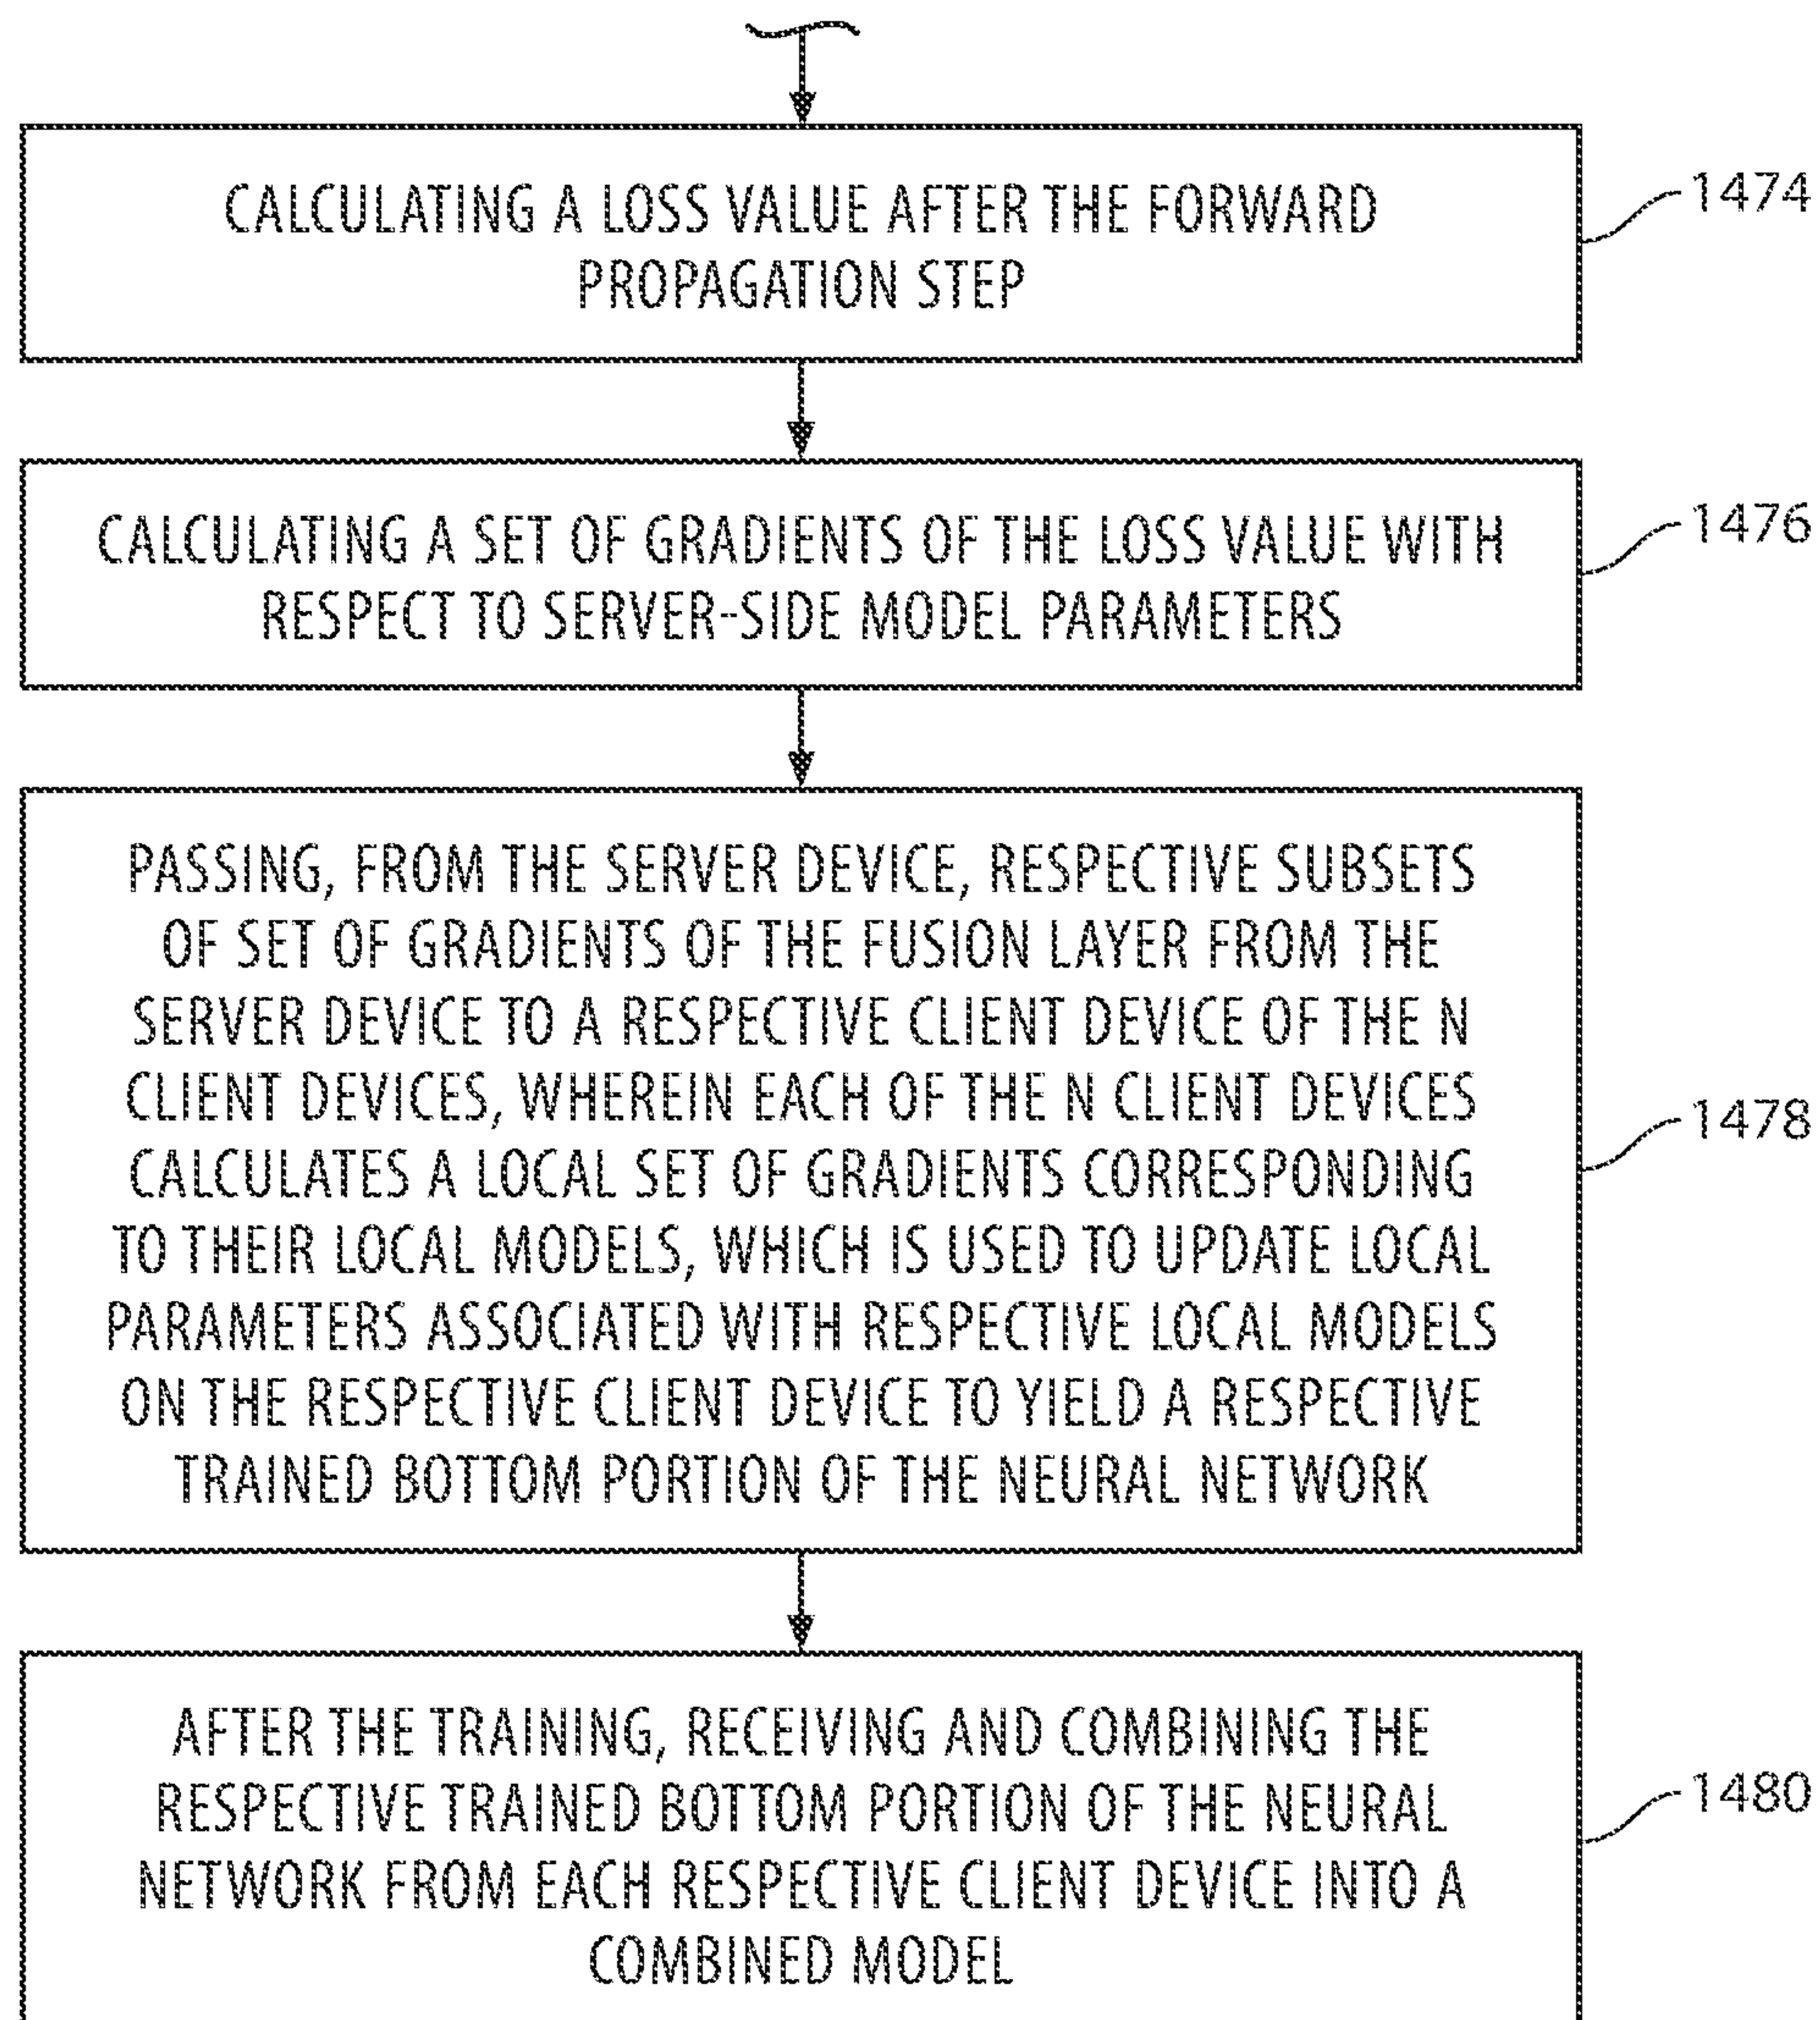 CALCULATING A LOSS VALUE AFTER THE FORWARD
PROPAGATION STEP
1474
CALCULATING A SET OF GRADIENTS OF THE LOSS VALUE WITH
RESPECT TO SERVER-SIDE MODEL PARAMETERS
1476
PASSING, FROM THE SERVER DEVICE, RESPECTIVE SUBSETS
OF SET OF GRADIENTS OF THE FUSION LAYER FROM THE
SERVER DEVICE TO A RESPECTIVE CLIENT DEVICE OF THE N
CLIENT DEVICES, WHEREIN EACH OF THE N CLIENT DEVICES
CALCULATES A LOCAL SET OF GRADIENTS CORRESPONDING
TO THEIR LOCAL MODELS, WHICH IS USED TO UPDATE LOCAL
PARAMETERS ASSOCIATED WITH RESPECTIVE LOCAL MODELS
ON THE RESPECTIVE CLIENT DEVICE TO YIELD A RESPECTIVE
TRAINED BOTTOM PORTION OF THE NEURAL NETWORK
1478
AFTER THE TRAINING, RECEIVING AND COMBINING THE
RESPECTIVE TRAINED BOTTOM PORTION OF THE NEURAL
NETWORK FROM EACH RESPECTIVE CLIENT DEVICE INTO A
COMBINED MODEL
1480